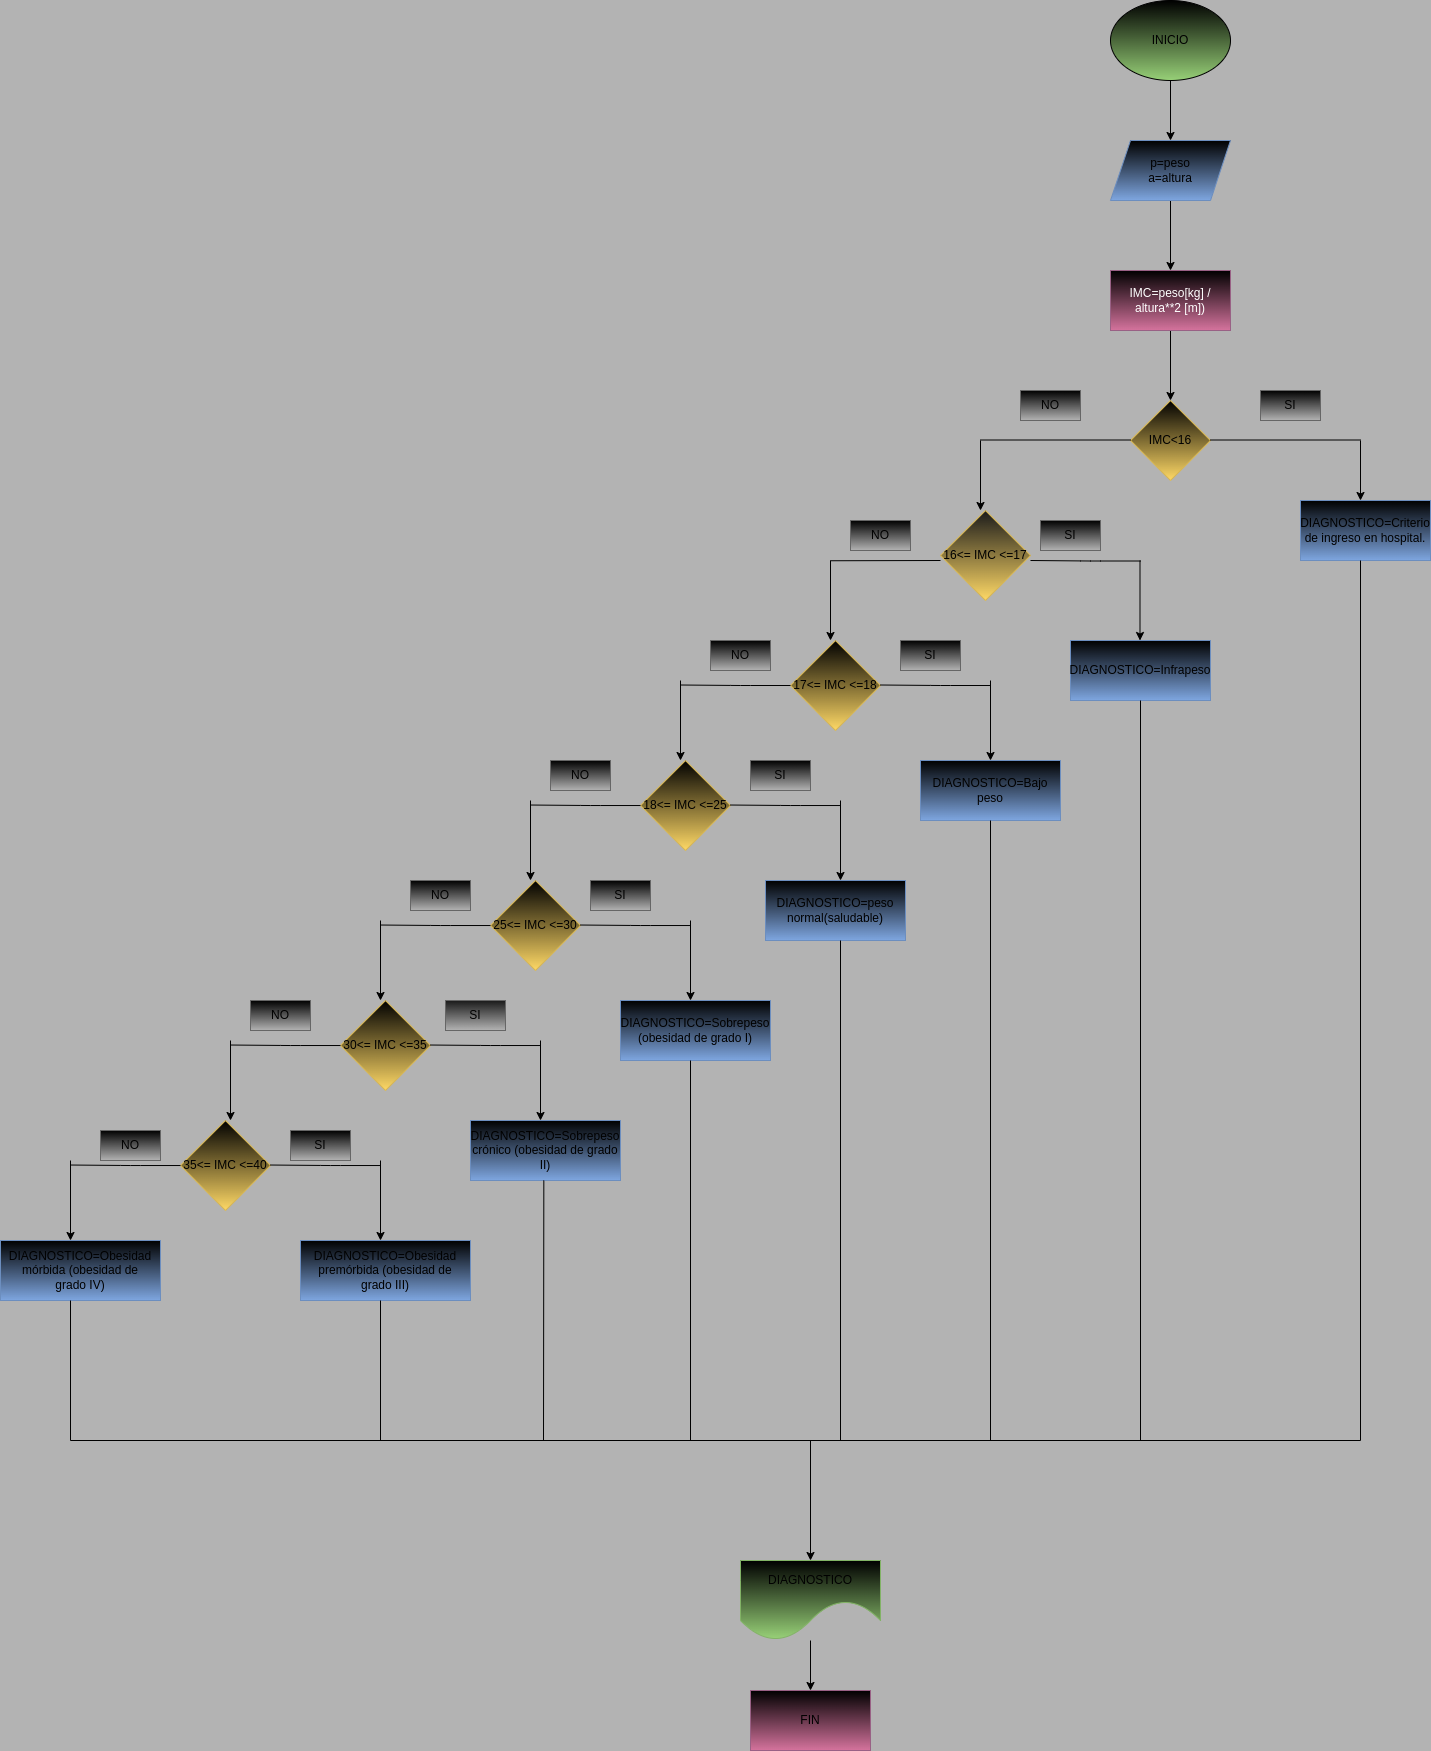 INICIO
p=peso
a=altura
IMC=peso[kg] /
altura**2 [m])
NO
SI
IMC<16
DIAGNOSTICO=Criterio
de ingreso en hospital.
NO
SI
16<= IMC <=17
NO
SI
DIAGNOSTICO=Infrapeso
17<= IMC <=18
NO
SI
DIAGNOSTICO=Bajo
peso
18<= IMC <=25
NO
SI
DIAGNOSTICO=peso
normal(saludable)
25<= IMC <=30
NO
SI
DIAGNOSTICO=Sobrepeso
(obesidad de grado I)
30<= IMC <=35
NO
SI
DIAGNOSTICO=Sobrepeso
crónico (obesidad de grado
II)
35<= IMC <=40
DIAGNOSTICO=Obesidad
mórbida (obesidad de
grado IV)
DIAGNOSTICO=Obesidad
premórbida (obesidad de
grado III)
DIAGNOSTICO
FIN